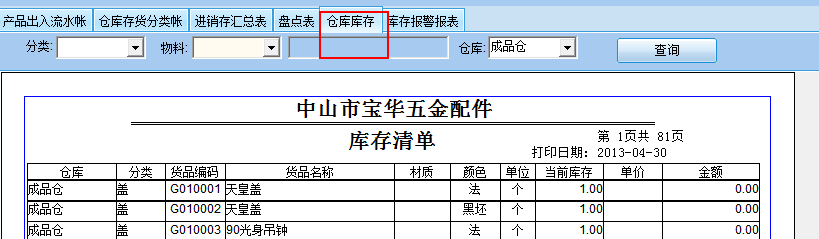 产品出入流水帐 仓库存货分类帐 进销存汇总表 盘点表 仓库库存 库存报警报表
分类: 物料: 仓库: 成品仓 查询
中山市宝华五金配件
库存清单
第 1页共 81页
打印日期: 2013-04-30
仓库 分类 货品编码 货品名称 材质 颜色 单位 当前库存 单价 金额
成品仓 盖 G010001 天皇盖 法 个 1.00 0.00
成品仓 盖 G010002 天皇盖 黑坯 个 1.00 0.00
成品仓 盖 G010003 90光身吊钟 法 个 1.00 0.00